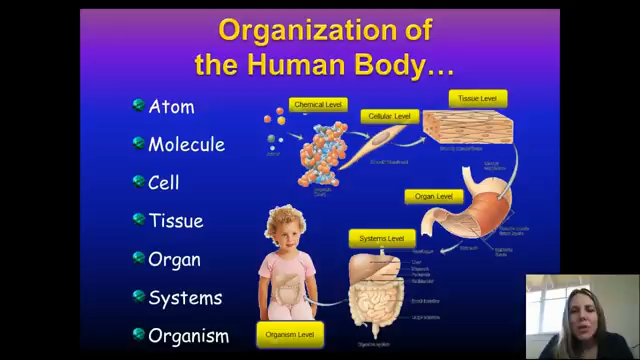 Organization of
the Human Body…
Atom
Molecule
Cell
Tissue
Organ
Systems
Organism
Chemical Level
Cellular Level
Tissue Level
Organ Level
Systems Level
Organism Level